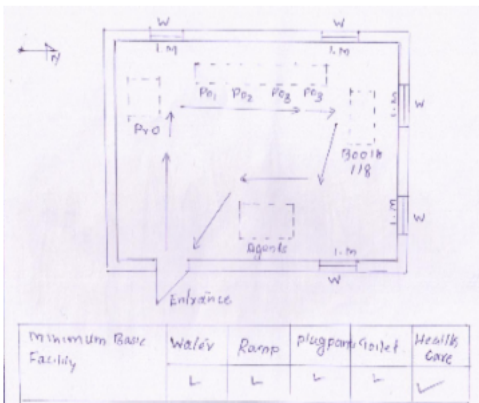 W W
1.M 1.M
N
PrO
PO1 PO2 PO3 PO3
1.M W
Booth
118
1.M W
Agents
1.M
W
Entrance
Minimum Base Water Ramp plugpoint Toilet Health
Facility Care